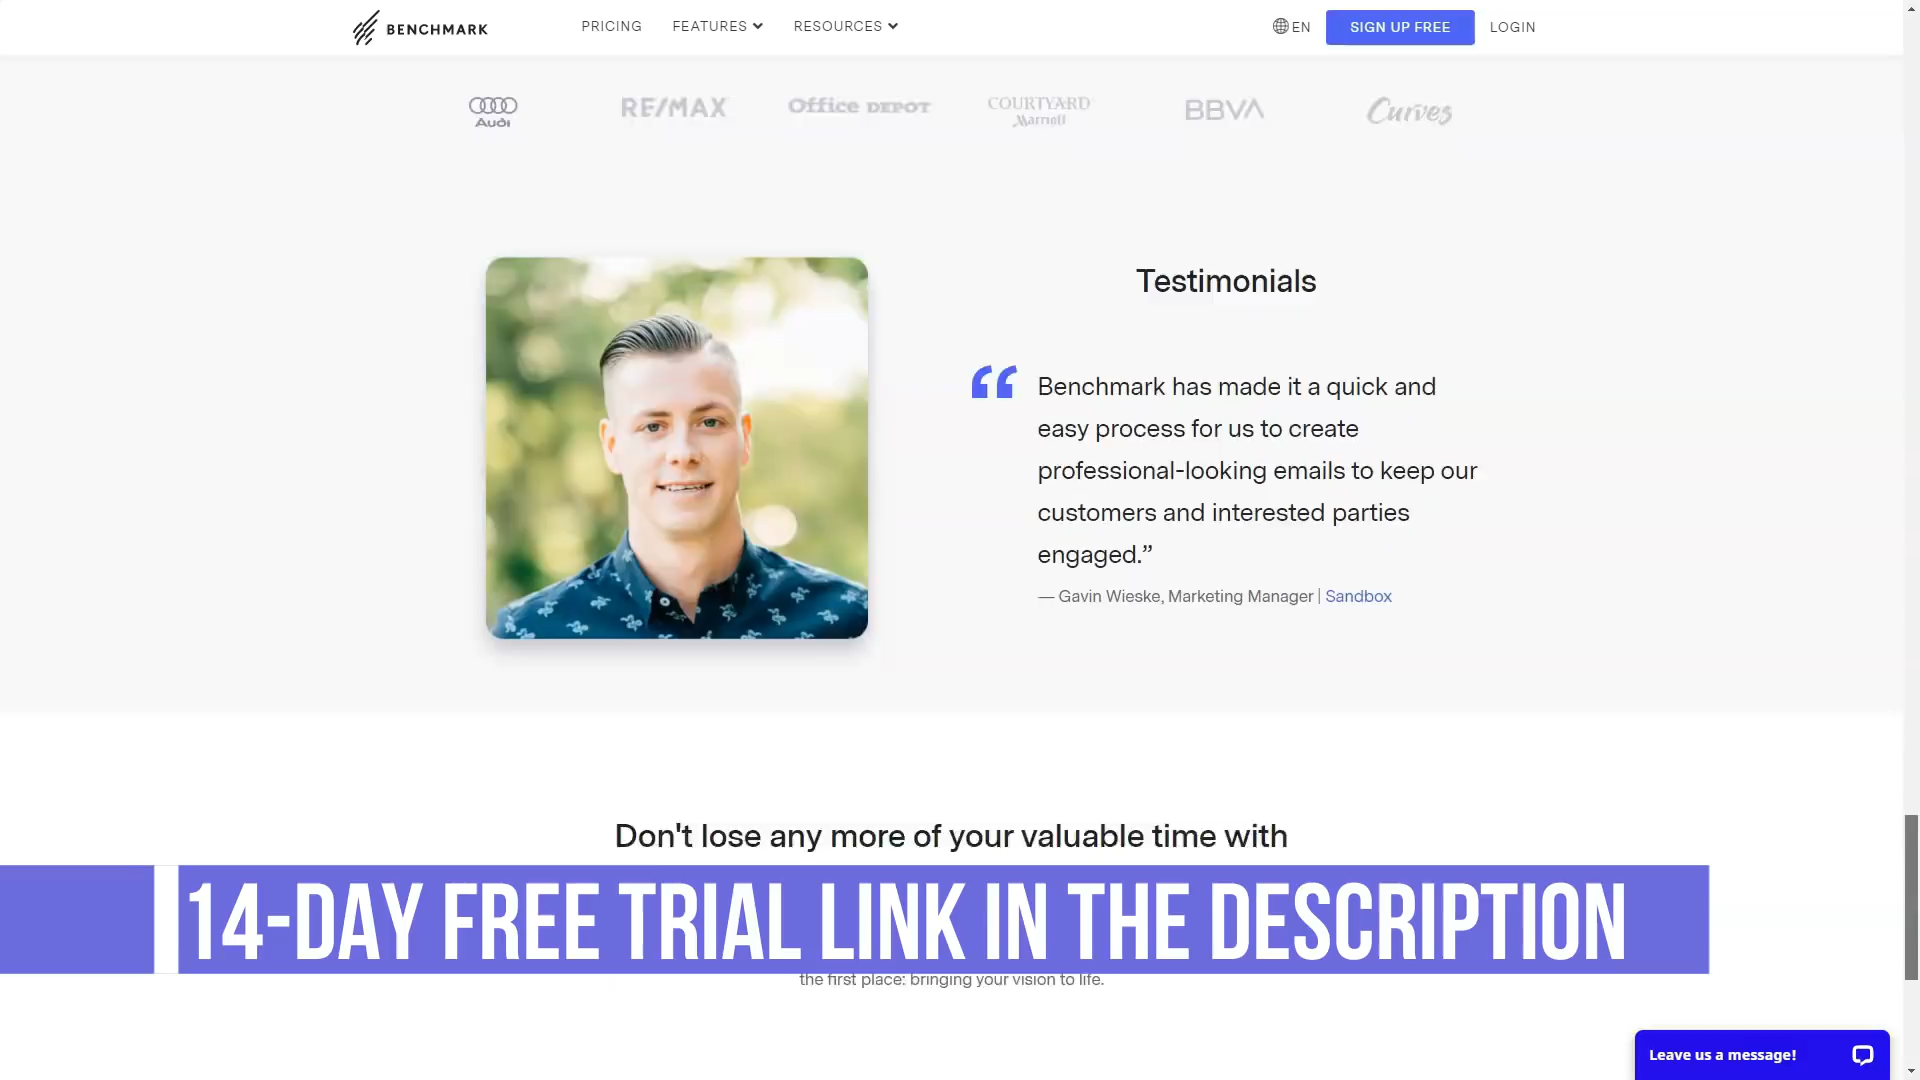 BENCHMARK
PRICING
FEATURES
RESOURCES
EN
SIGN UP FREE
LOGIN
Audi
RE/MAX
Office DEPOT
COURTYARD
Marriott
BBVA
Curves
Testimonials
“ Benchmark has made it a quick and
easy process for us to create
professional-looking emails to keep our
customers and interested parties
engaged.”
— Gavin Wieske, Marketing Manager | Sandbox
Don't lose any more of your valuable time with
14-DAY FREE TRIAL LINK IN THE DESCRIPTION
the first place: bringing your vision to life.
Leave us a message!